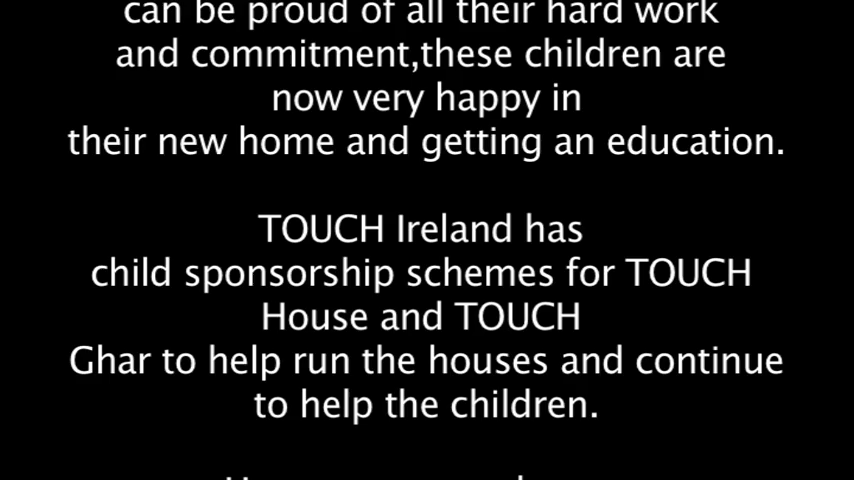 can be proud of all their hard work
and commitment,these children are
now very happy in
their new home and getting an education.
TOUCH Ireland has
child sponsorship schemes for TOUCH
House and TOUCH
Ghar to help run the houses and continue
to help the children.